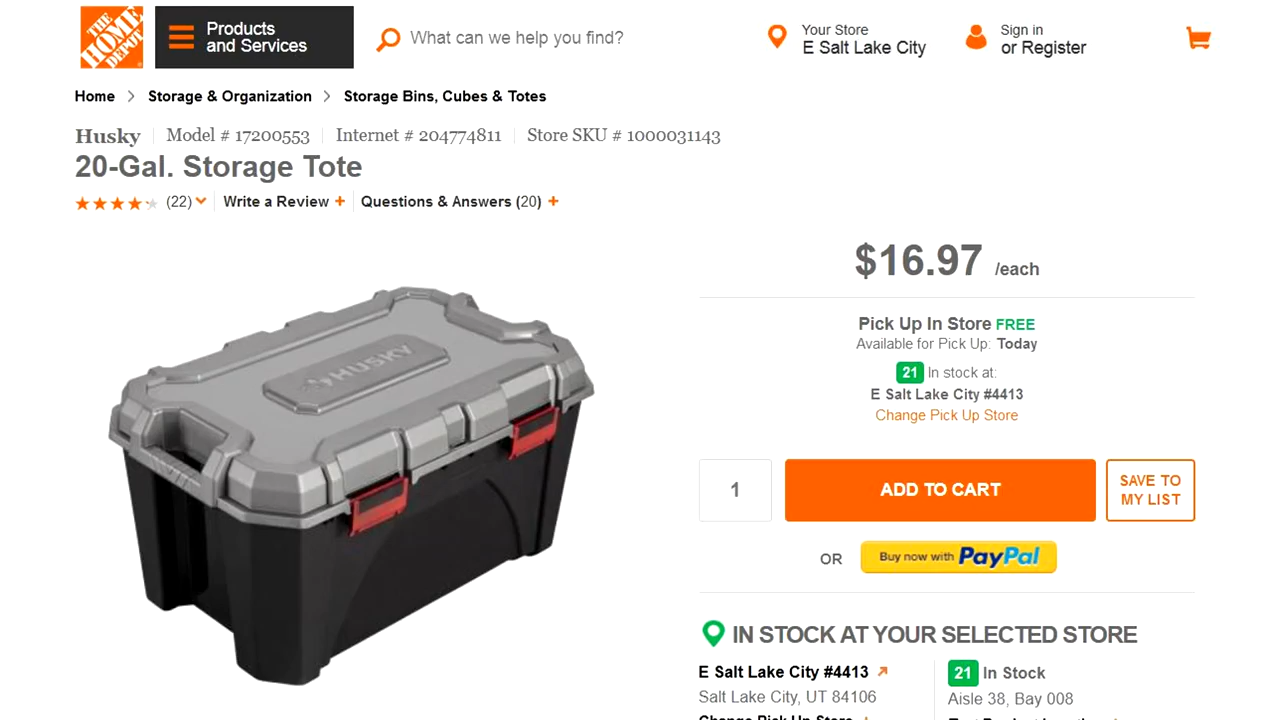 THE HOME DEPOT
Products
and Services
What can we help you find?
Your Store
E Salt Lake City
Sign in
or Register
Home > Storage & Organization > Storage Bins, Cubes & Totes
Husky | Model # 17200553 | Internet # 204774811 | Store SKU # 1000031143
20-Gal. Storage Tote
(22) Write a Review + | Questions & Answers (20) +
HUSKY
$16.97 /each
Pick Up In Store FREE
Available for Pick Up: Today
21 In stock at:
E Salt Lake City #4413
Change Pick Up Store
1
ADD TO CART
SAVE TO
MY LIST
OR
Buy now with PayPal
IN STOCK AT YOUR SELECTED STORE
E Salt Lake City #4413
Salt Lake City, UT 84106
Change Pick Up Store +
21 In Stock
Aisle 38, Bay 008